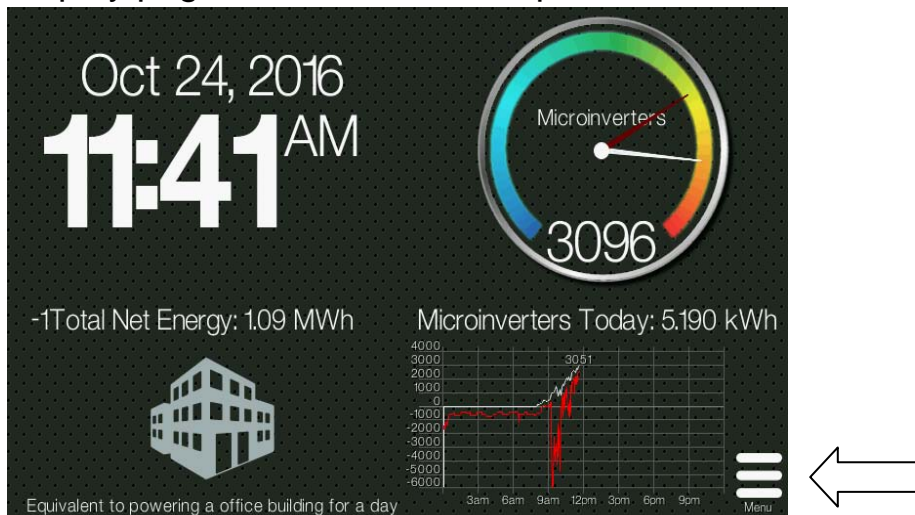 Oct 24, 2016
11:41 AM
Microinverters
3096
-1Total Net Energy: 1.09 MWh
Microinverters Today: 5.190 kWh
4000
3000
2000
1000
0
-1000
-2000
-3000
-4000
-5000
-6000
3051
3am 6am 9am 12pm 3pm 6pm 9pm
Equivalent to powering a office building for a day
Menu